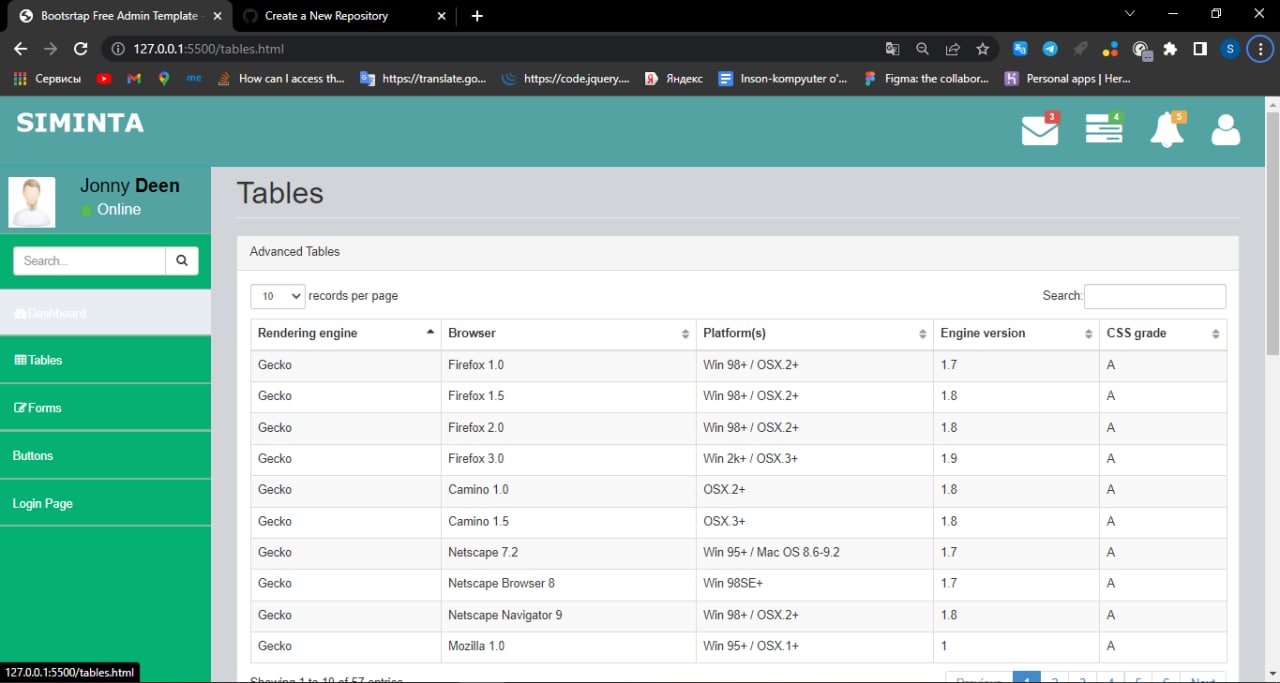 Bootsrtap Free Admin Template -
Create a New Repository
127.0.0.1:5500/tables.html
S
Сервисы
me
How can I access th...
https://translate.go...
https://code.jquery....
Я
Яндекс
Inson-kompyuter o'...
Figma: the collabor...
Personal apps | Her...
SIMINTA
3
4
5
Jonny Deen
Online
Search...
Dashboard
Tables
Forms
Buttons
Login Page
Tables
Advanced Tables
10 records per page
Search:
Rendering engine Browser Platform(s) Engine version CSS grade
Gecko Firefox 1.0 Win 98+ / OSX.2+ 1.7 A
Gecko Firefox 1.5 Win 98+ / OSX.2+ 1.8 A
Gecko Firefox 2.0 Win 98+ / OSX.2+ 1.8 A
Gecko Firefox 3.0 Win 2k+ / OSX.3+ 1.9 A
Gecko Camino 1.0 OSX.2+ 1.8 A
Gecko Camino 1.5 OSX.3+ 1.8 A
Gecko Netscape 7.2 Win 95+ / Mac OS 8.6-9.2 1.7 A
Gecko Netscape Browser 8 Win 98SE+ 1.7 A
Gecko Netscape Navigator 9 Win 98+ / OSX.2+ 1.8 A
Gecko Mozilla 1.0 Win 95+ / OSX.1+ 1 A
Showing 1 to 10 of 57 entries
Previous 1 2 3 4 5 6 Next
127.0.0.1:5500/tables.html